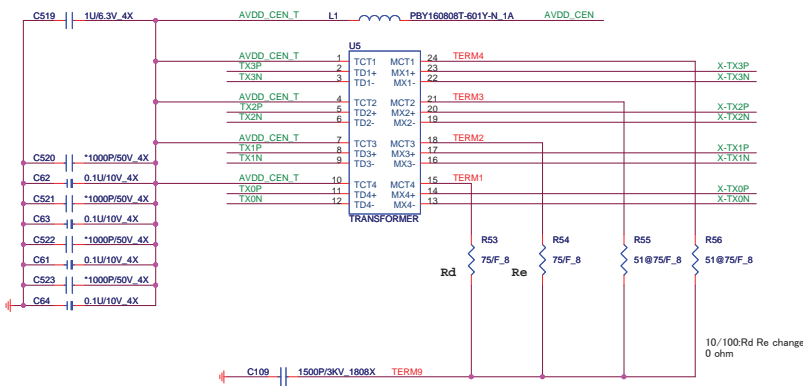 C519 1U/6.3V_4X AVDD_CEN_T L1 PBY160808T-601Y-N_1A AVDD_CEN
U5
AVDD_CEN_T 1 TCT1 MCT1 24 TERM4
TX3P 2 TD1+ MX1+ 23 X-TX3P
TX3N 3 TD1- MX1- 22 X-TX3N
AVDD_CEN_T 4 TCT2 MCT2 21 TERM3
TX2P 5 TD2+ MX2+ 20 X-TX2P
TX2N 6 TD2- MX2- 19 X-TX2N
AVDD_CEN_T 7 TCT3 MCT3 18 TERM2
TX1P 8 TD3+ MX3+ 17 X-TX1P
TX1N 9 TD3- MX3- 16 X-TX1N
AVDD_CEN_T 10 TCT4 MCT4 15 TERM1
TX0P 11 TD4+ MX4+ 14 X-TX0P
TX0N 12 TD4- MX4- 13 X-TX0N
TRANSFORMER
C520 *1000P/50V_4X
C62 0.1U/10V_4X
C521 *1000P/50V_4X
C63 0.1U/10V_4X
C522 *1000P/50V_4X
C61 0.1U/10V_4X
C523 *1000P/50V_4X
C64 0.1U/10V_4X
R53 R54 R55 R56
75/F_8 75/F_8 51@75/F_8 51@75/F_8
Rd Re
10/100:Rd Re change
0 ohm
C109 1500P/3KV_1808X TERM9